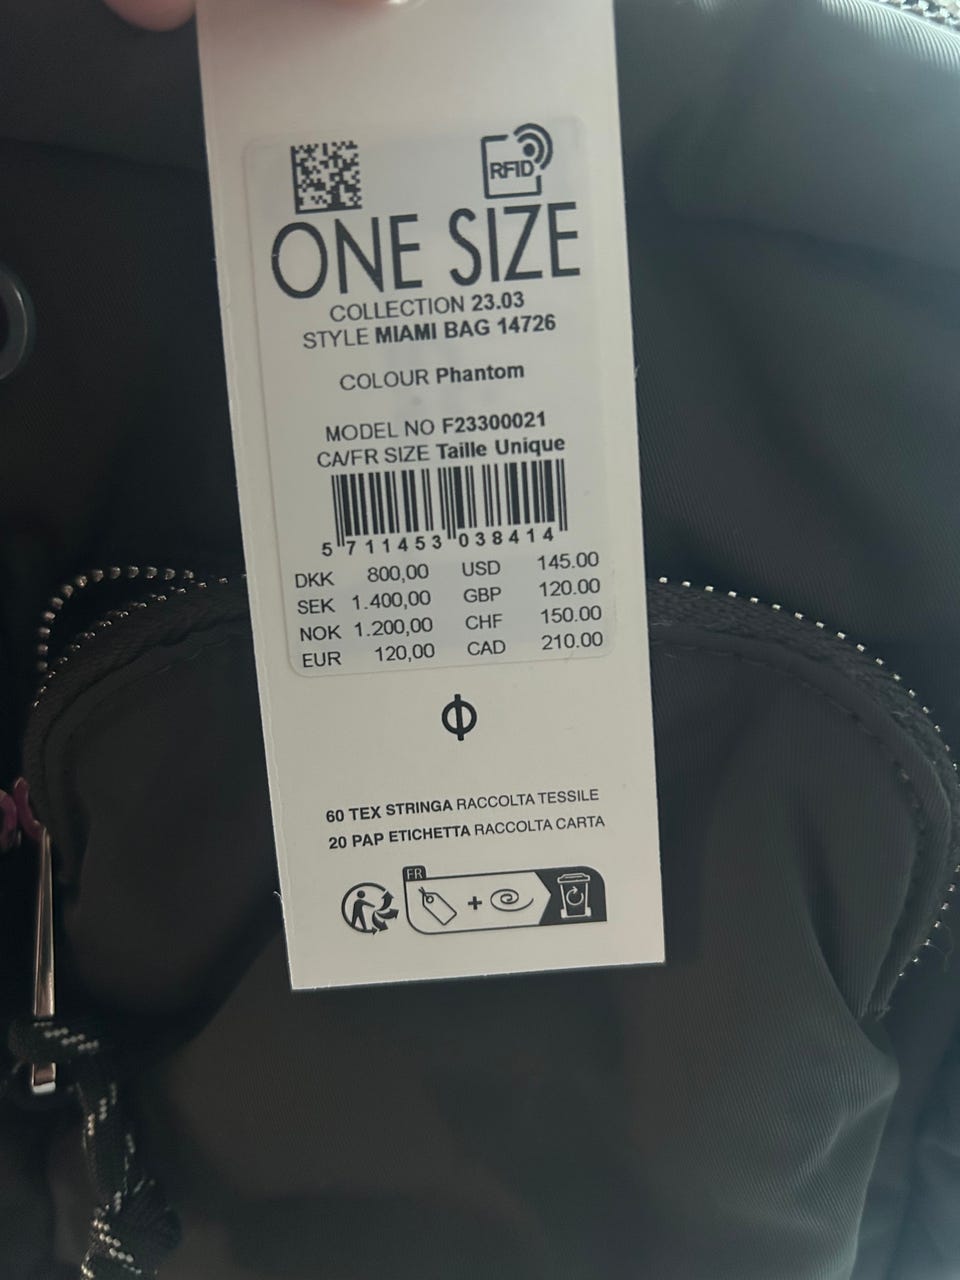 RFID
ONE SIZE
COLLECTION 23.03
STYLE MIAMI BAG 14726
COLOUR Phantom
MODEL NO F23300021
CA/FR SIZE Taille Unique
5 711453 038414
DKK 800,00 USD 145.00
SEK 1.400,00 GBP 120.00
NOK 1.200,00 CHF 150.00
EUR 120,00 CAD 210.00
60 TEX STRINGA RACCOLTA TESSILE
20 PAP ETICHETTA RACCOLTA CARTA
FR
+